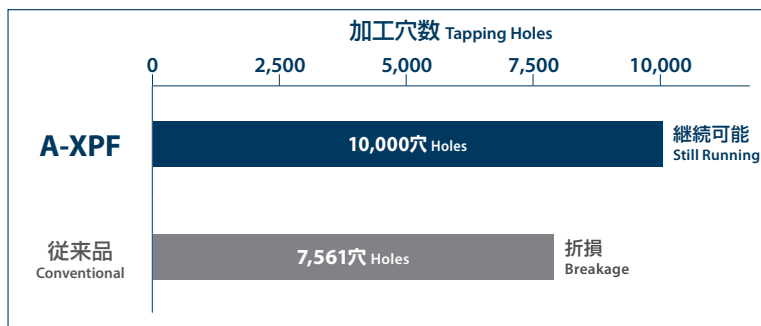 加工穴数 Tapping Holes
0 2,500 5,000 7,500 10,000
A-XPF
10,000穴 Holes
継続可能
Still Running
従来品
Conventional
7,561穴 Holes
折損
Breakage